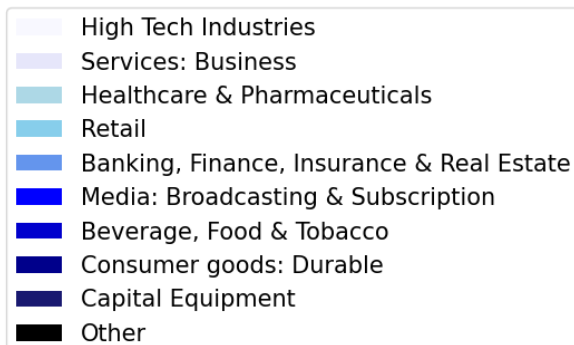 High Tech Industries
Services: Business
Healthcare & Pharmaceuticals
Retail
Banking, Finance, Insurance & Real Estate
Media: Broadcasting & Subscription
Beverage, Food & Tobacco
Consumer goods: Durable
Capital Equipment
Other